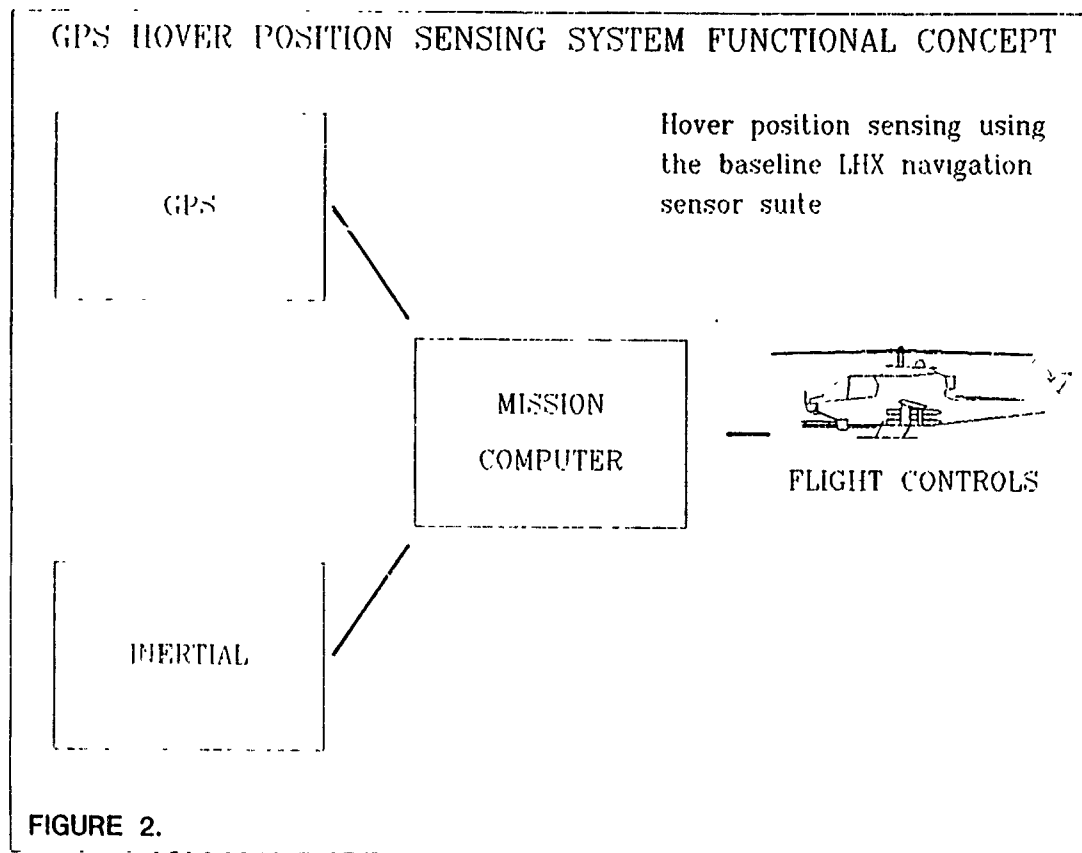 GPS HOVER POSITION SENSING SYSTEM FUNCTIONAL CONCEPT
Hover position sensing using
the baseline LHX navigation
sensor suite
GPS
MISSION
COMPUTER
FLIGHT CONTROLS
INERTIAL
FIGURE 2.